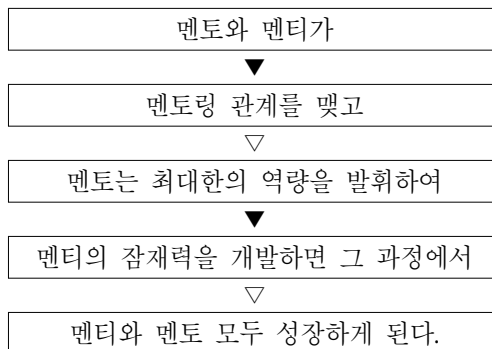 멘토와 멘티가
▼
멘토링 관계를 맺고
▽
멘토는 최대한의 역량을 발휘하여
▼
멘티의 잠재력을 개발하면 그 과정에서
▽
멘티와 멘토 모두 성장하게 된다.